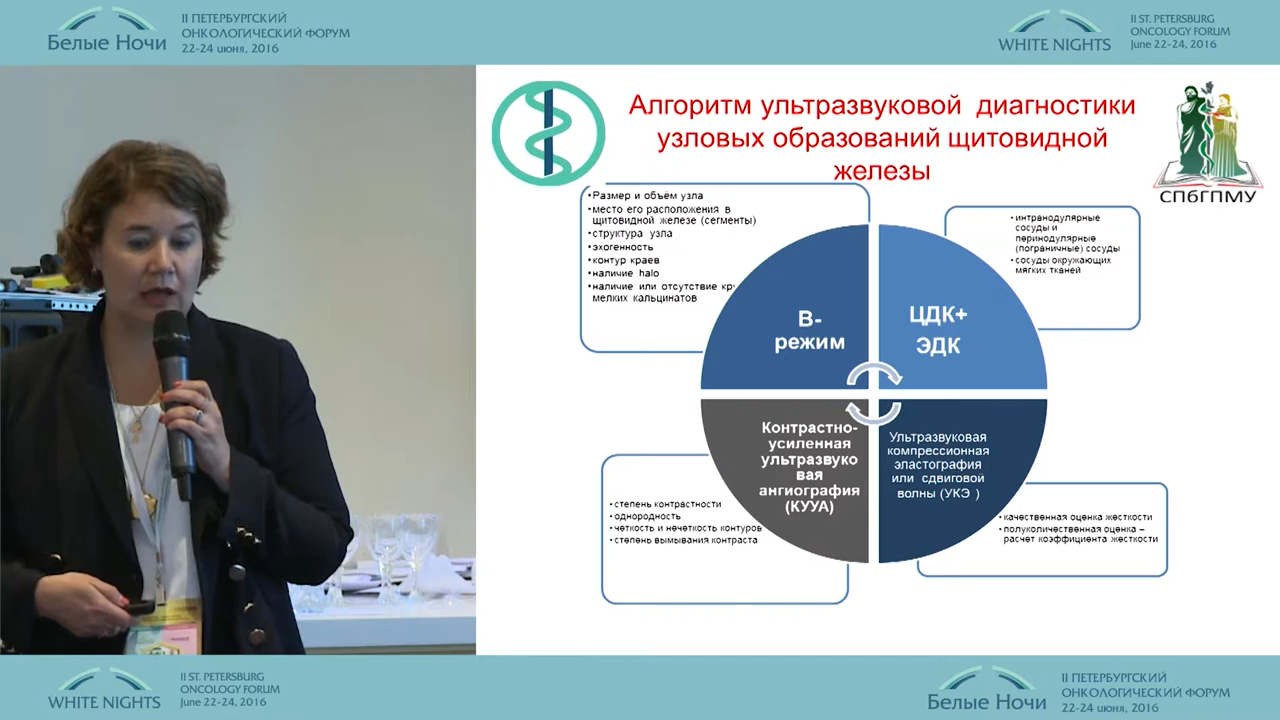 Белые Ночи
II ПЕТЕРБУРГСКИЙ
ОНКОЛОГИЧЕСКИЙ ФОРУМ
22-24 июня, 2016
WHITE NIGHTS
II ST. PETERSBURG
ONCOLOGY FORUM
June 22-24, 2016
Алгоритм ультразвуковой диагностики
узловых образований щитовидной
железы
СПбГПМУ
•Размер и объём узла
•место его расположения в
щитовидной железе (сегменты)
•структура узла
•эхогенность
•контур краев
•наличие halo
•наличие или отсутствие
мелких кальцинатов
•интранодулярные
сосуды и
перинодулярные
(пограничные) сосуды
•сосуды окружающих
мягких тканей
В-
режим
ЦДК+
ЭДК
Контрастно-
усиленная
ультразвуко
вая
ангиография
(КУУА)
Ультразвуковая
компрессионная
эластография
или сдвиговой
волны (УКЭ )
•степень контрастности
•однородность
•четкость и нечеткость контуров
•степень вымывания контраста
•качественная оценка жесткости
•полуколичественная оценка –
расчет коэффициента жесткости
WHITE NIGHTS
II ST. PETERSBURG
ONCOLOGY FORUM
June 22-24, 2016
Белые Ночи
II ПЕТЕРБУРГСКИЙ
ОНКОЛОГИЧЕСКИЙ ФОРУМ
22-24 июня, 2016